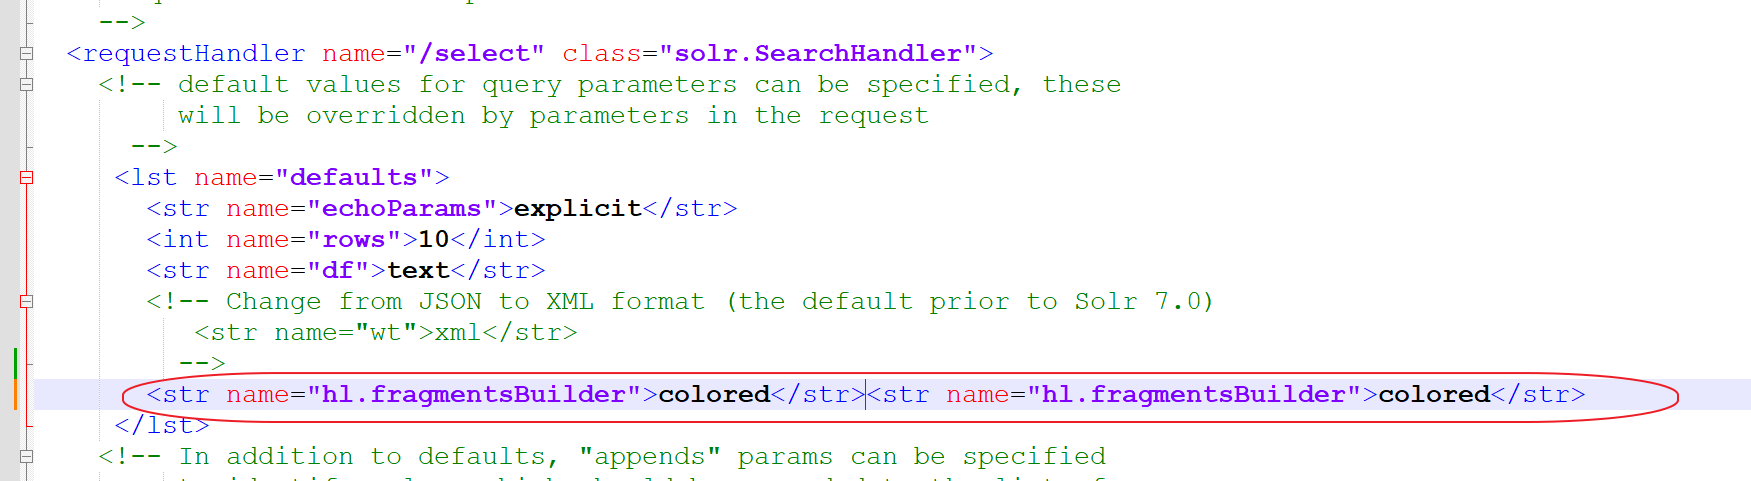 -->
<requestHandler name="/select" class="solr.SearchHandler">
<!-- default values for query parameters can be specified, these
will be overridden by parameters in the request
-->
<lst name="defaults">
<str name="echoParams">explicit</str>
<int name="rows">10</int>
<str name="df">text</str>
<!-- Change from JSON to XML format (the default prior to Solr 7.0)
<str name="wt">xml</str>
-->
<str name="hl.fragmentsBuilder">colored</str><str name="hl.fragmentsBuilder">colored</str>
</lst>
<!-- In addition to defaults, "appends" params can be specified